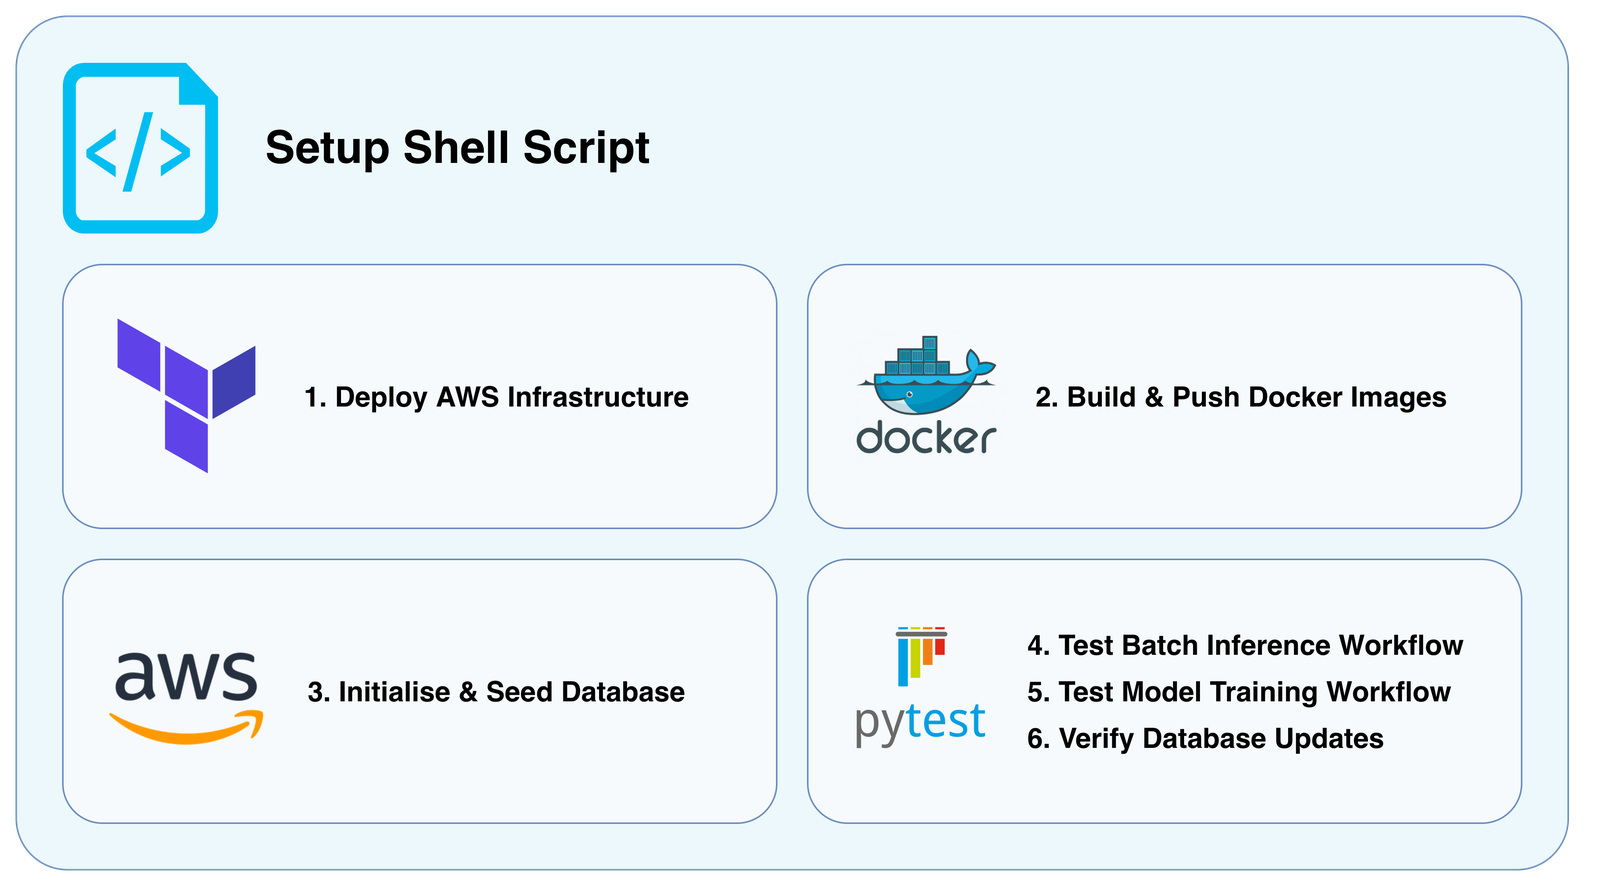 </>
Setup Shell Script
1. Deploy AWS Infrastructure
docker
2. Build & Push Docker Images
aws
3. Initialise & Seed Database
pytest
4. Test Batch Inference Workflow
5. Test Model Training Workflow
6. Verify Database Updates